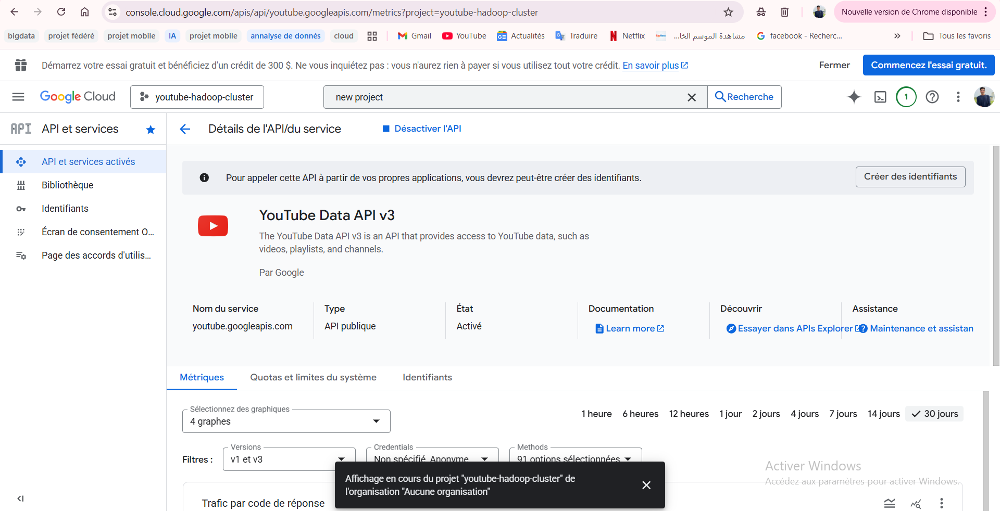 console.cloud.google.com/apis/api/youtube.googleapis.com/metrics?project=youtube-hadoop-cluster
Nouvelle version de Chrome disponible
bigdata projet fédéré projet mobile IA projet mobile annalyse de donnés cloud Gmail YouTube Actualités Traduire Netflix مشاهدة الموسم الخا... facebook - Recherc... » Tous les favoris
Démarrez votre essai gratuit et bénéficiez d'un crédit de 300 $. Ne vous inquiétez pas : vous n'aurez rien à payer si vous utilisez tout votre crédit. En savoir plus
Fermer
Commencez l'essai gratuit.
Google Cloud
youtube-hadoop-cluster
new project
Recherche
1
API API et services
Détails de l'API/du service
Désactiver l'API
API et services activés
Bibliothèque
Identifiants
Écran de consentement O...
Page des accords d'utilis...
Pour appeler cette API à partir de vos propres applications, vous devrez peut-être créer des identifiants.
Créer des identifiants
YouTube Data API v3
The YouTube Data API v3 is an API that provides access to YouTube data, such as
videos, playlists, and channels.
Par Google
Nom du service Type État Documentation Découvrir Assistance
youtube.googleapis.com API publique Activé Learn more Essayer dans APIs Explorer Maintenance et assistan
Métriques Quotas et limites du système Identifiants
Sélectionnez des graphiques
4 graphes
1 heure 6 heures 12 heures 1 jour 2 jours 4 jours 7 jours 14 jours 30 jours
Filtres :
Versions
v1 et v3
Credentials
Non spécifié, Anonyme
Methods
91 options sélectionnées
Activer Windows
Accédez aux paramètres pour activer Windows.
Affichage en cours du projet "youtube-hadoop-cluster" de
l'organisation "Aucune organisation"
Trafic par code de réponse